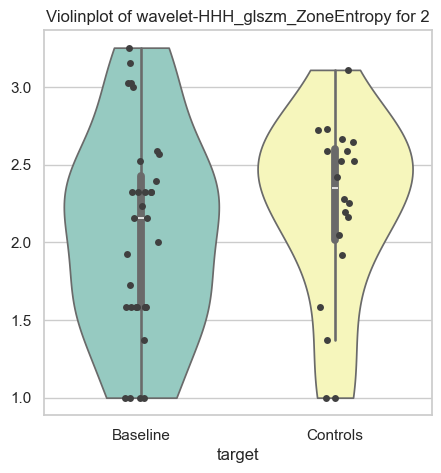 Violinplot of wavelet-HHH_glszm_ZoneEntropy for 2
3.0
2.5
2.0
1.5
1.0
Baseline Controls
target